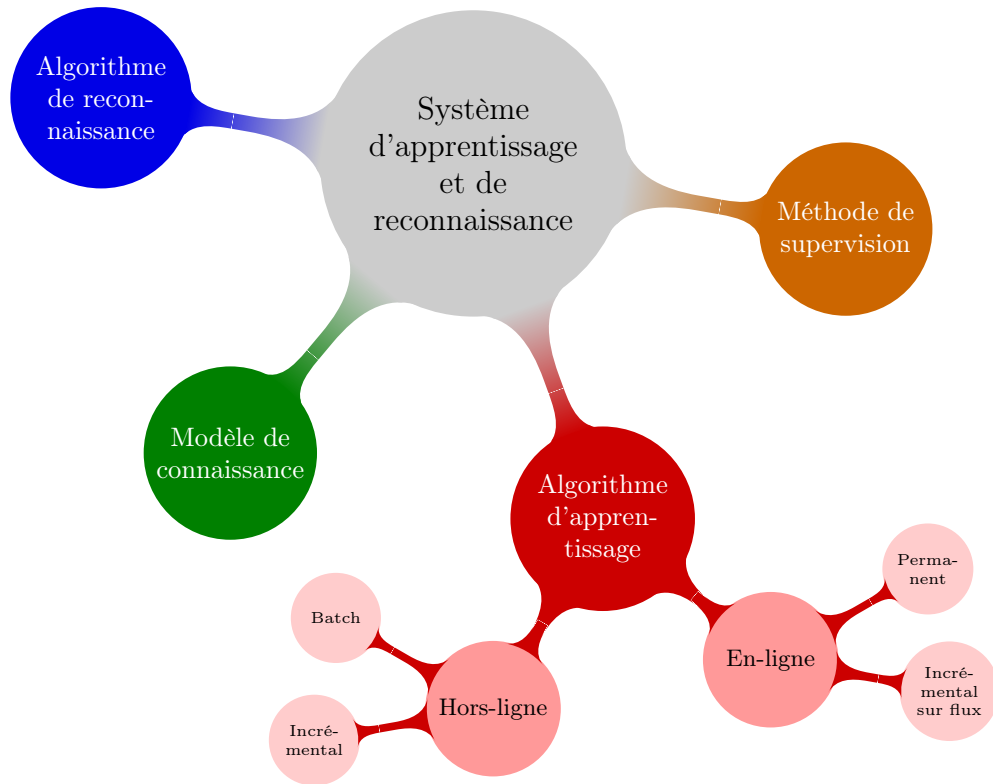 Algorithme
de recon-
naissance
Système
d'apprentissage
et de
reconnaissance
Méthode de
supervision
Modèle de
connaissance
Algorithme
d'appren-
tissage
Batch
Incré-
mental
Hors-ligne
En-ligne
Perma-
nent
Incré-
mental
sur flux